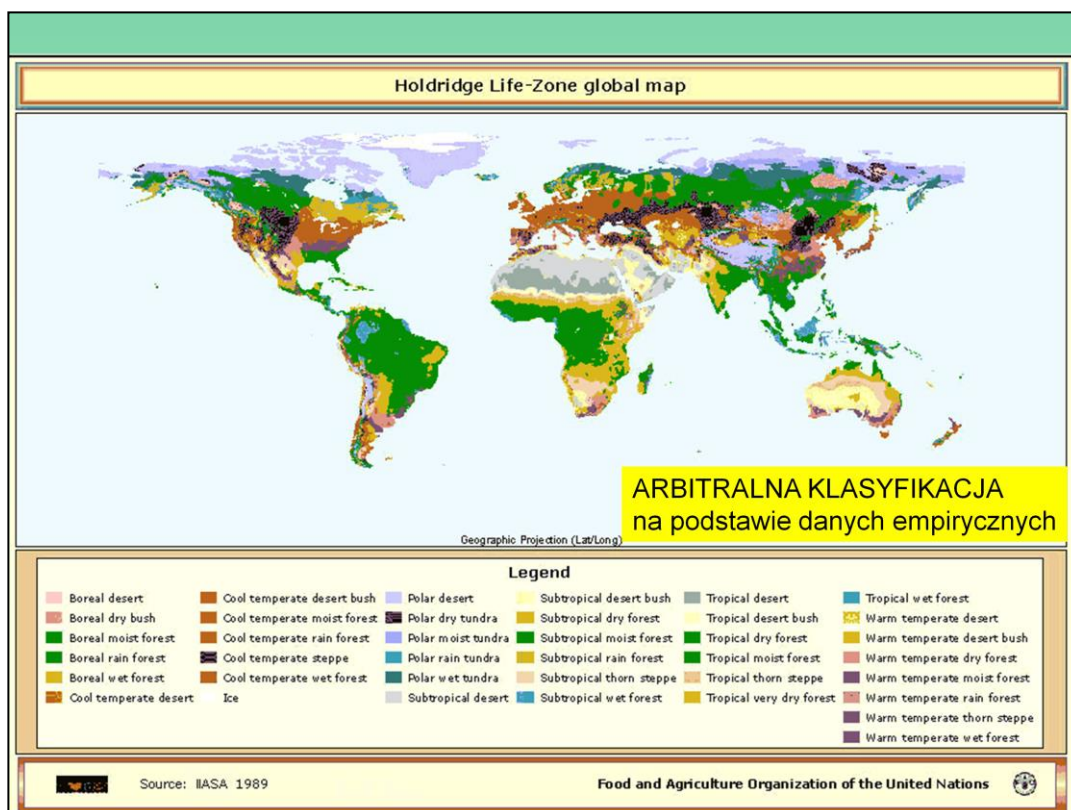 Holdridge Life-Zone global map
ARBITRALNA KLASYFIKACJA
na podstawie danych empirycznych
Geographic Projection (Lat/Long)
Legend
Boreal desert
Boreal dry bush
Boreal moist forest
Boreal rain forest
Boreal wet forest
Cool temperate desert
Cool temperate desert bush
Cool temperate moist forest
Cool temperate rain forest
Cool temperate steppe
Cool temperate wet forest
Ice
Polar desert
Polar dry tundra
Polar moist tundra
Polar rain tundra
Polar wet tundra
Subtropical desert
Subtropical desert bush
Subtropical dry forest
Subtropical moist forest
Subtropical rain forest
Subtropical thorn steppe
Subtropical wet forest
Tropical desert
Tropical desert bush
Tropical dry forest
Tropical moist forest
Tropical thorn steppe
Tropical very dry forest
Tropical wet forest
Warm temperate desert
Warm temperate desert bush
Warm temperate dry forest
Warm temperate moist forest
Warm temperate rain forest
Warm temperate thorn steppe
Warm temperate wet forest
Source: IIASA 1989
Food and Agriculture Organization of the United Nations